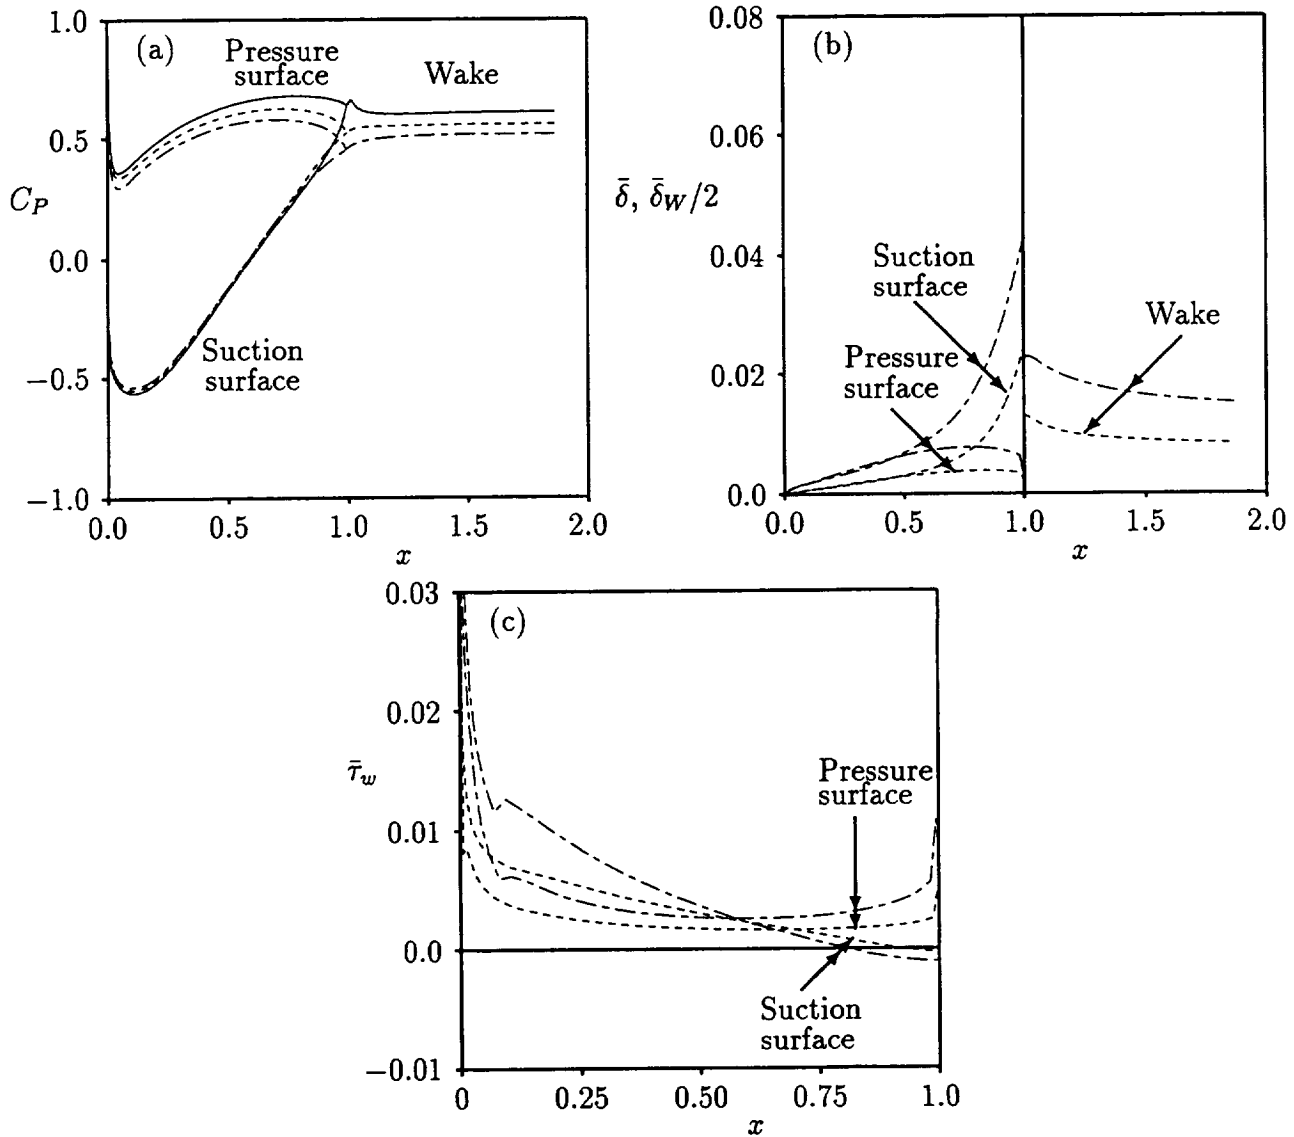 1.0
(a)
Pressure
surface
Wake
0.5
C_P
0.0
Suction
surface
−0.5
−1.0
0.0
0.5
1.0
1.5
2.0
x
0.08
(b)
0.06
δ̄, δ̄_W/2
0.04
Suction
surface
Wake
Pressure
surface
0.02
0.0
0.0
0.5
1.0
1.5
2.0
x
0.03
(c)
0.02
τ̄_w
Pressure
surface
0.01
0.0
Suction
surface
−0.01
0
0.25
0.50
0.75
1.0
x